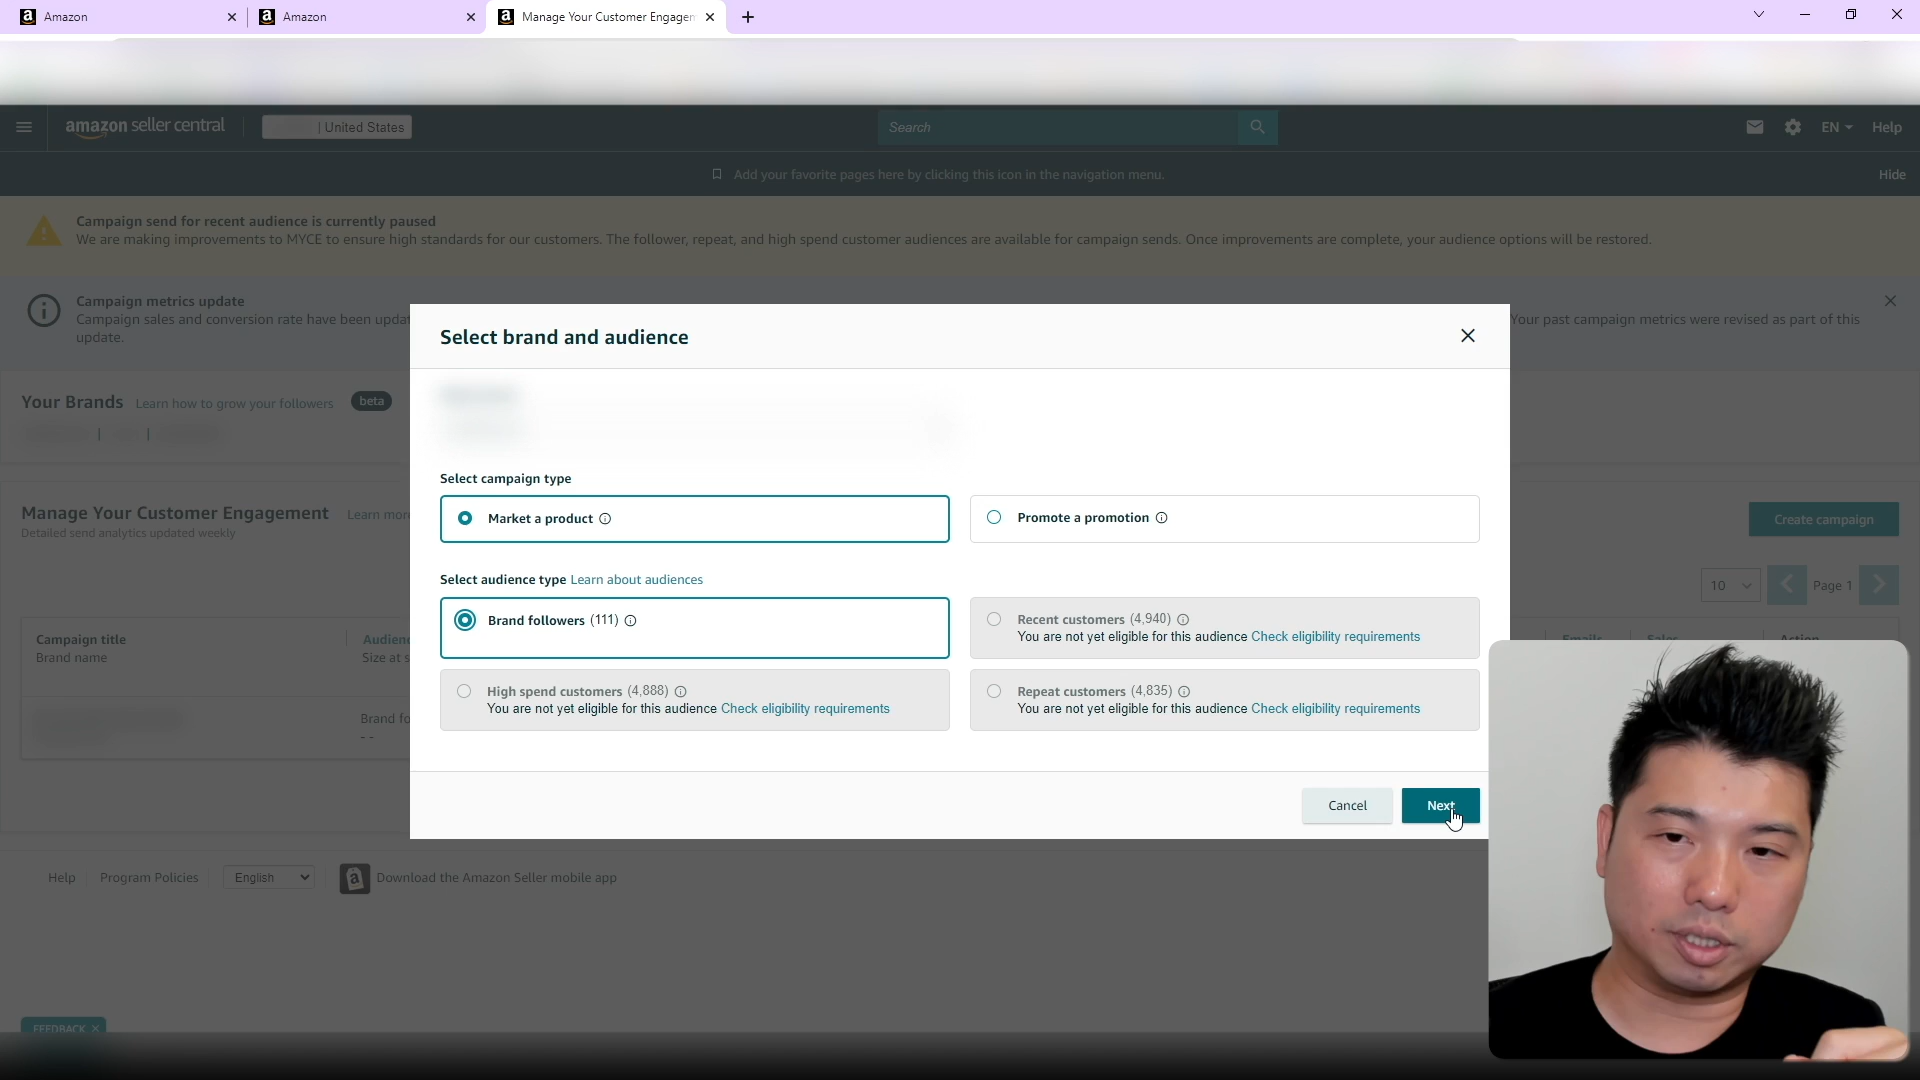 Amazon
Amazon
Manage Your Customer Engagem
amazon seller central
| United States
Search
EN
Help
Add your favorite pages here by clicking this icon in the navigation menu.
Hide
Campaign send for recent audience is currently paused
We are making improvements to MYCE to ensure high standards for our customers. The follower, repeat, and high spend customer audiences are available for campaign sends. Once improvements are complete, your audience options will be restored.
Campaign metrics update
Campaign sales and conversion rate have been updat
Your past campaign metrics were revised as part of this
update.
Select brand and audience
Your Brands Learn how to grow your followers beta
Select campaign type
Market a product
Promote a promotion
Manage Your Customer Engagement Learn more
Detailed send analytics updated weekly
Create campaign
Select audience type Learn about audiences
10
Page 1
Brand followers (111)
Recent customers (4,940)
You are not yet eligible for this audience Check eligibility requirements
Campaign title
Brand name
Audien
Size at s
Emails
Sales
Action
High spend customers (4,888)
You are not yet eligible for this audience Check eligibility requirements
Repeat customers (4,835)
You are not yet eligible for this audience Check eligibility requirements
Brand fo
- -
Cancel
Next
Help
Program Policies
English
Download the Amazon Seller mobile app
FEEDBACK